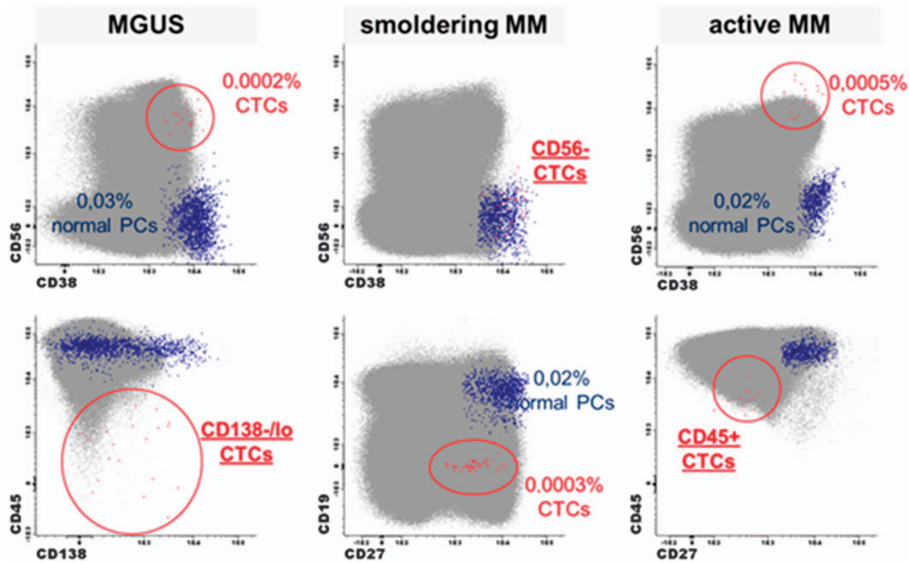 MGUS
smoldering MM
active MM
0.0002%
CTCs
0,03%
normal PCs
CD56
CD38
CD56-
CTCs
CD56
CD38
0,0005%
CTCs
0,02%
normal PCs
CD56
CD38
CD138-/lo
CTCs
CD45
CD138
0,02%
normal PCs
0.0003%
CTCs
CD19
CD27
CD45+
CTCs
CD45
CD27